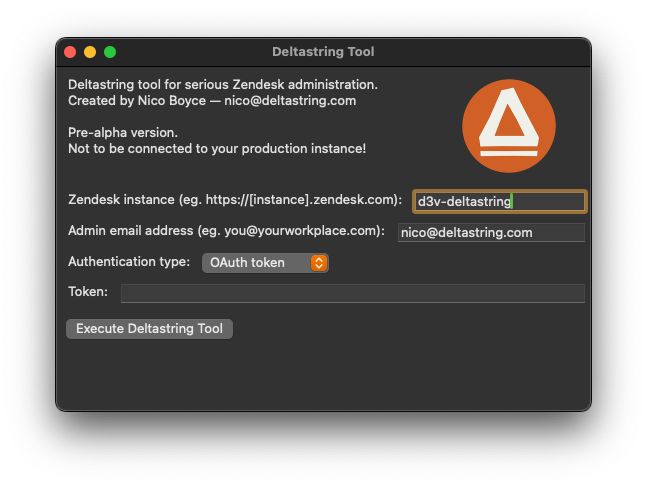 Deltastring Tool
Deltastring tool for serious Zendesk administration.
Created by Nico Boyce — nico@deltastring.com
Pre-alpha version.
Not to be connected to your production instance!
Zendesk instance (eg. https://[instance].zendesk.com): d3v-deltastring
Admin email address (eg. you@yourworkplace.com): nico@deltastring.com
Authentication type: OAuth token
Token:
Execute Deltastring Tool